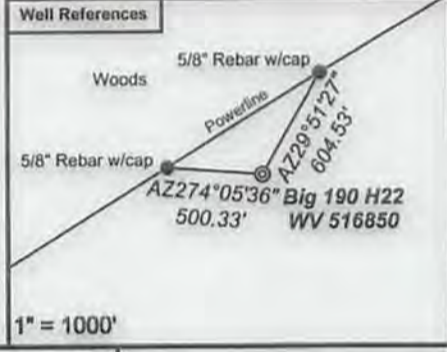 Well References
5/8" Rebar w/cap
Woods
Powerline
AZ29°51'27"
604.53'
5/8" Rebar w/cap
AZ274°05'36"
500.33'
Big 190 H22
WV 516850
1" = 1000'